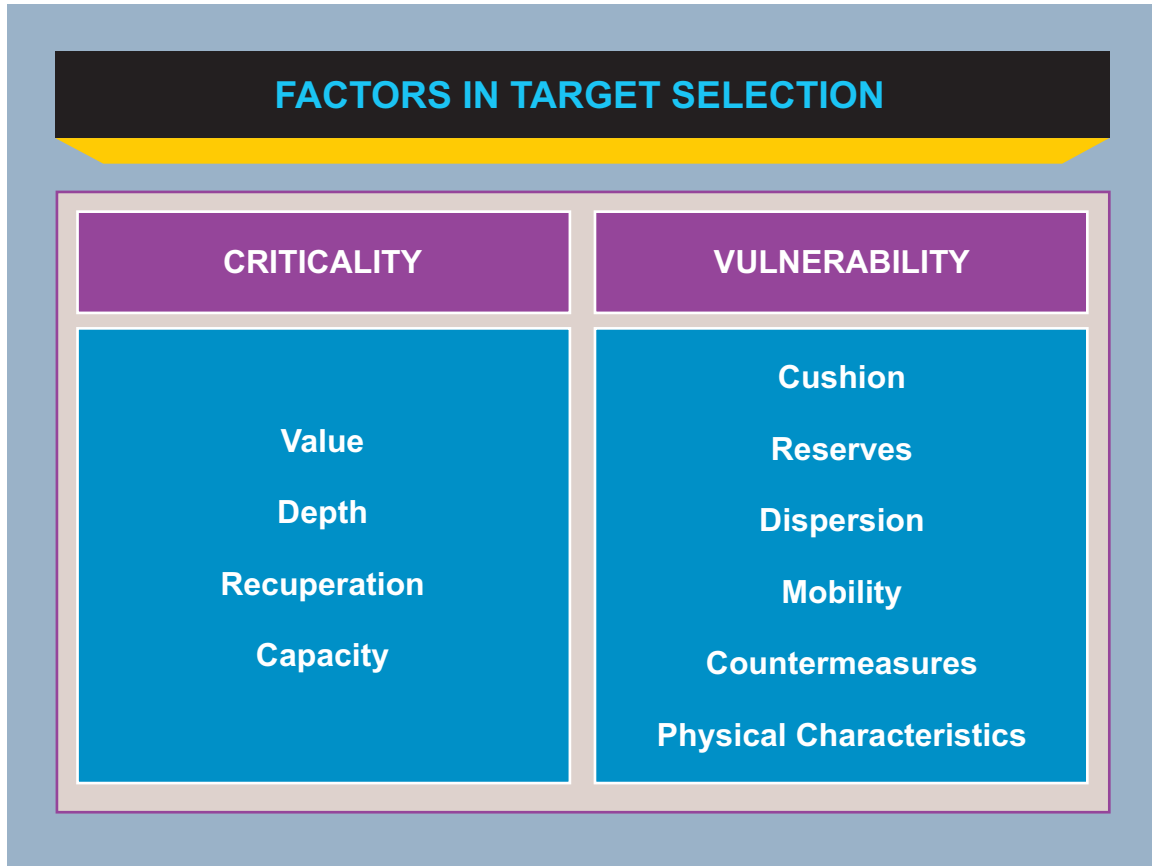 FACTORS IN TARGET SELECTION
CRITICALITY
Value
Depth
Recuperation
Capacity
VULNERABILITY
Cushion
Reserves
Dispersion
Mobility
Countermeasures
Physical Characteristics